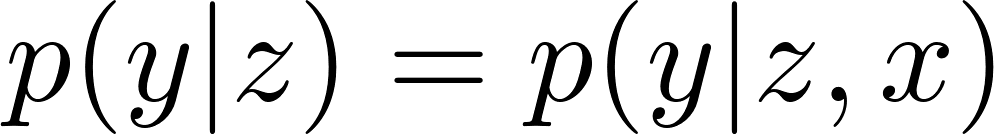 p(y|z) = p(y|z, x)